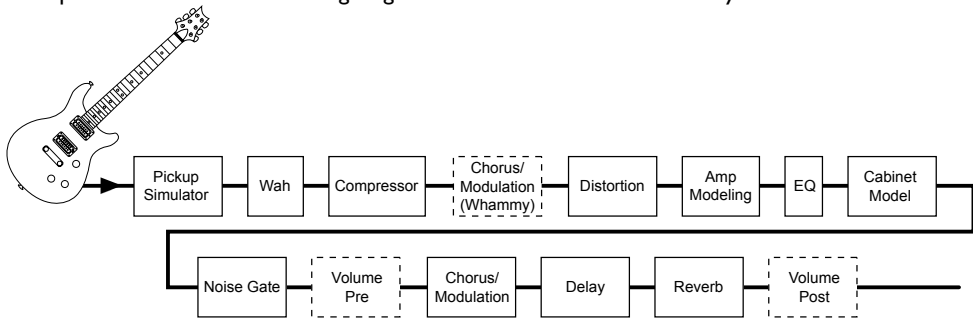 Pickup
Simulator
Wah
Compressor
Chorus/
Modulation
(Whammy)
Distortion
Amp
Modeling
EQ
Cabinet
Model
Noise Gate
Volume
Pre
Chorus/
Modulation
Delay
Reverb
Volume
Post